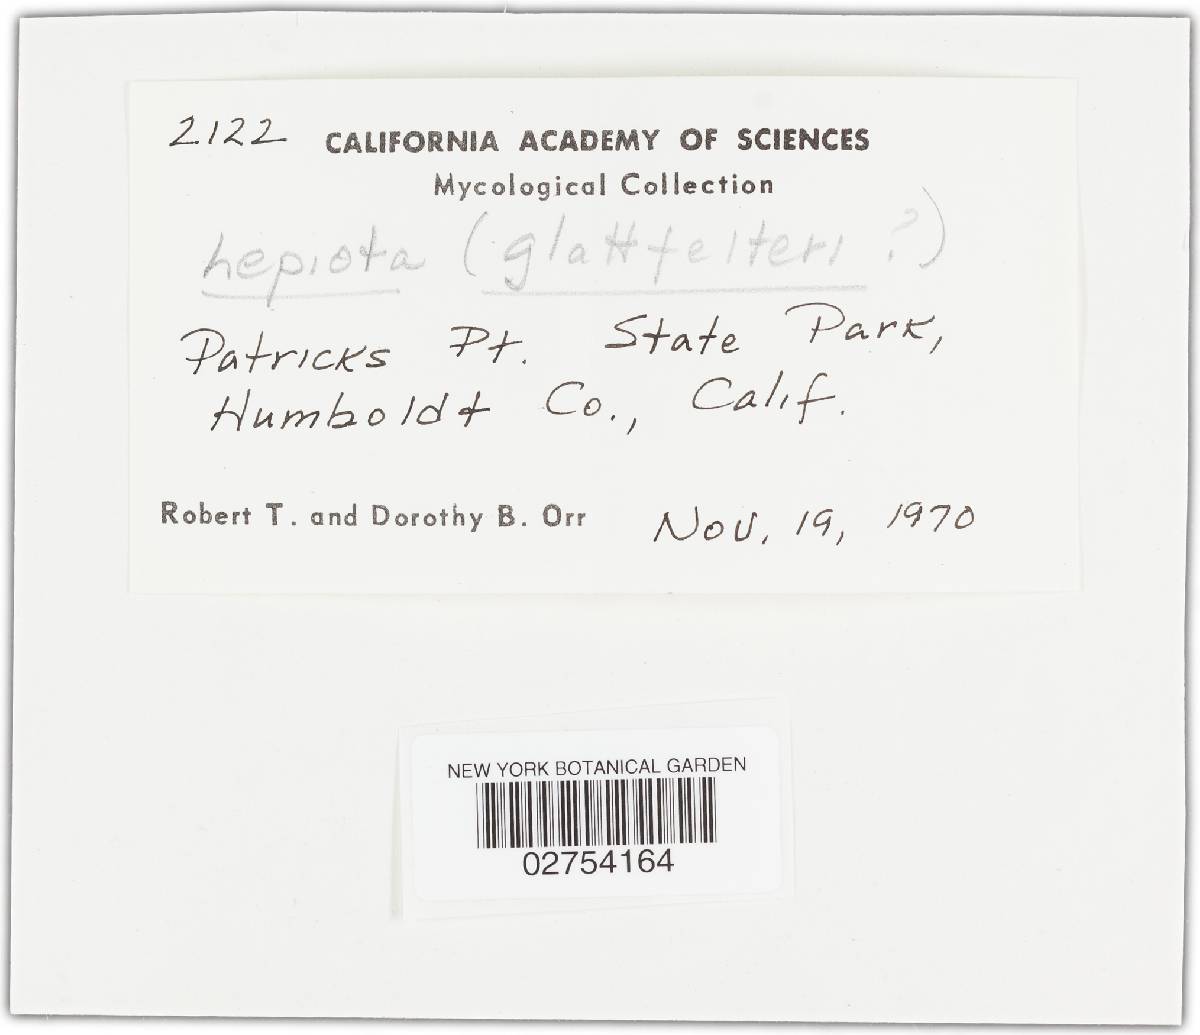 2122 CALIFORNIA ACADEMY OF SCIENCES
Mycological Collection
Lepiota (glattfelteri ?)
Patricks Pt. State Park,
Humboldt Co., Calif.
Robert T. and Dorothy B. Orr Nov. 19, 1970
NEW YORK BOTANICAL GARDEN
02754164